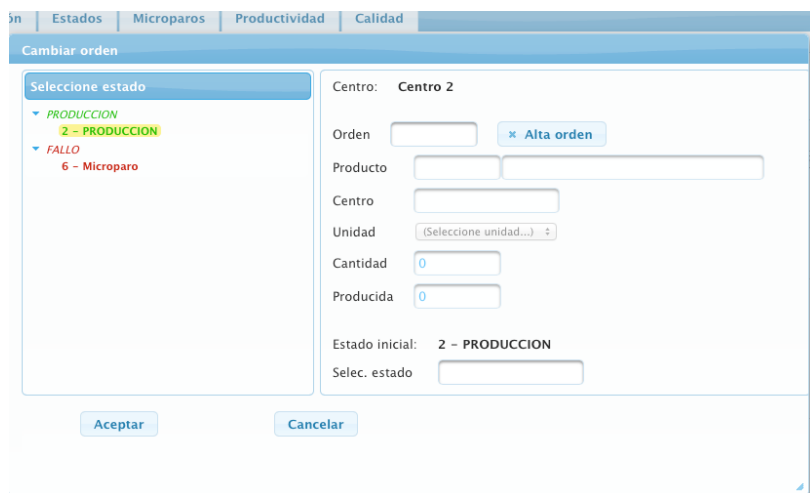 ón Estados Microparos Productividad Calidad
Cambiar orden
Seleccione estado
PRODUCCION
2 - PRODUCCION
FALLO
6 - Microparo
Centro: Centro 2
Orden Alta orden
Producto
Centro
Unidad (Seleccione unidad...)
Cantidad 0
Producida 0
Estado inicial: 2 - PRODUCCION
Selec. estado
Aceptar Cancelar